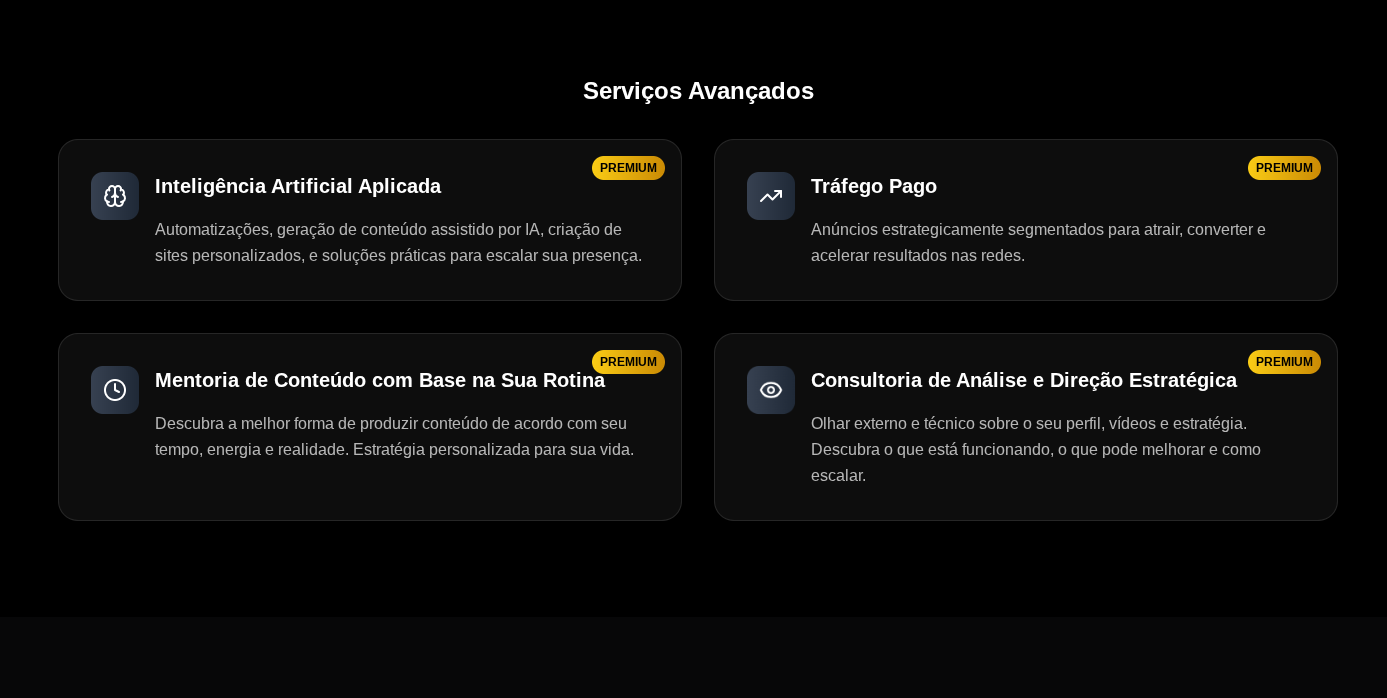 Serviços Avançados
PREMIUM
Inteligência Artificial Aplicada
Automatizações, geração de conteúdo assistido por IA, criação de
sites personalizados, e soluções práticas para escalar sua presença.
PREMIUM
Tráfego Pago
Anúncios estrategicamente segmentados para atrair, converter e
acelerar resultados nas redes.
PREMIUM
Mentoria de Conteúdo com Base na Sua Rotina
Descubra a melhor forma de produzir conteúdo de acordo com seu
tempo, energia e realidade. Estratégia personalizada para sua vida.
PREMIUM
Consultoria de Análise e Direção Estratégica
Olhar externo e técnico sobre o seu perfil, vídeos e estratégia.
Descubra o que está funcionando, o que pode melhorar e como
escalar.